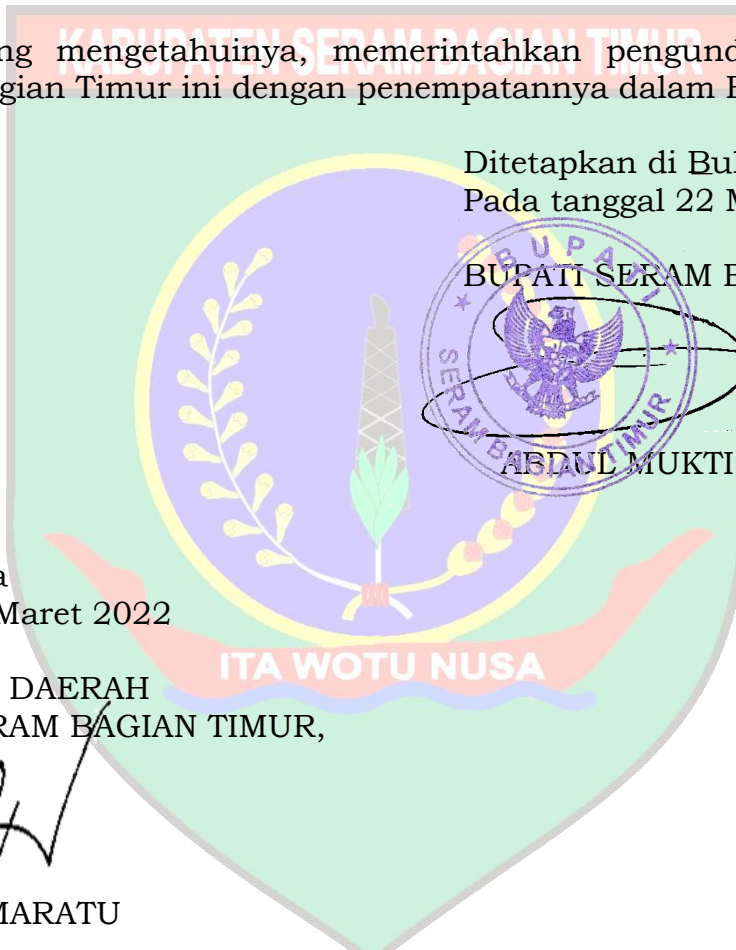 KABUPATEN SERAM BAGIAN TIMUR
ng mengetahuinya, memerintahkan pengund
gian Timur ini dengan penempatannya dalam B
Ditetapkan di Bul
Pada tanggal 22 M
BUPATI SERAM B
BUPATI
SERAM BAGIAN TIMUR
ABDUL MUKTI
a
Maret 2022
ITA WOTU NUSA
DAERAH
RAM BAGIAN TIMUR,
MARATU